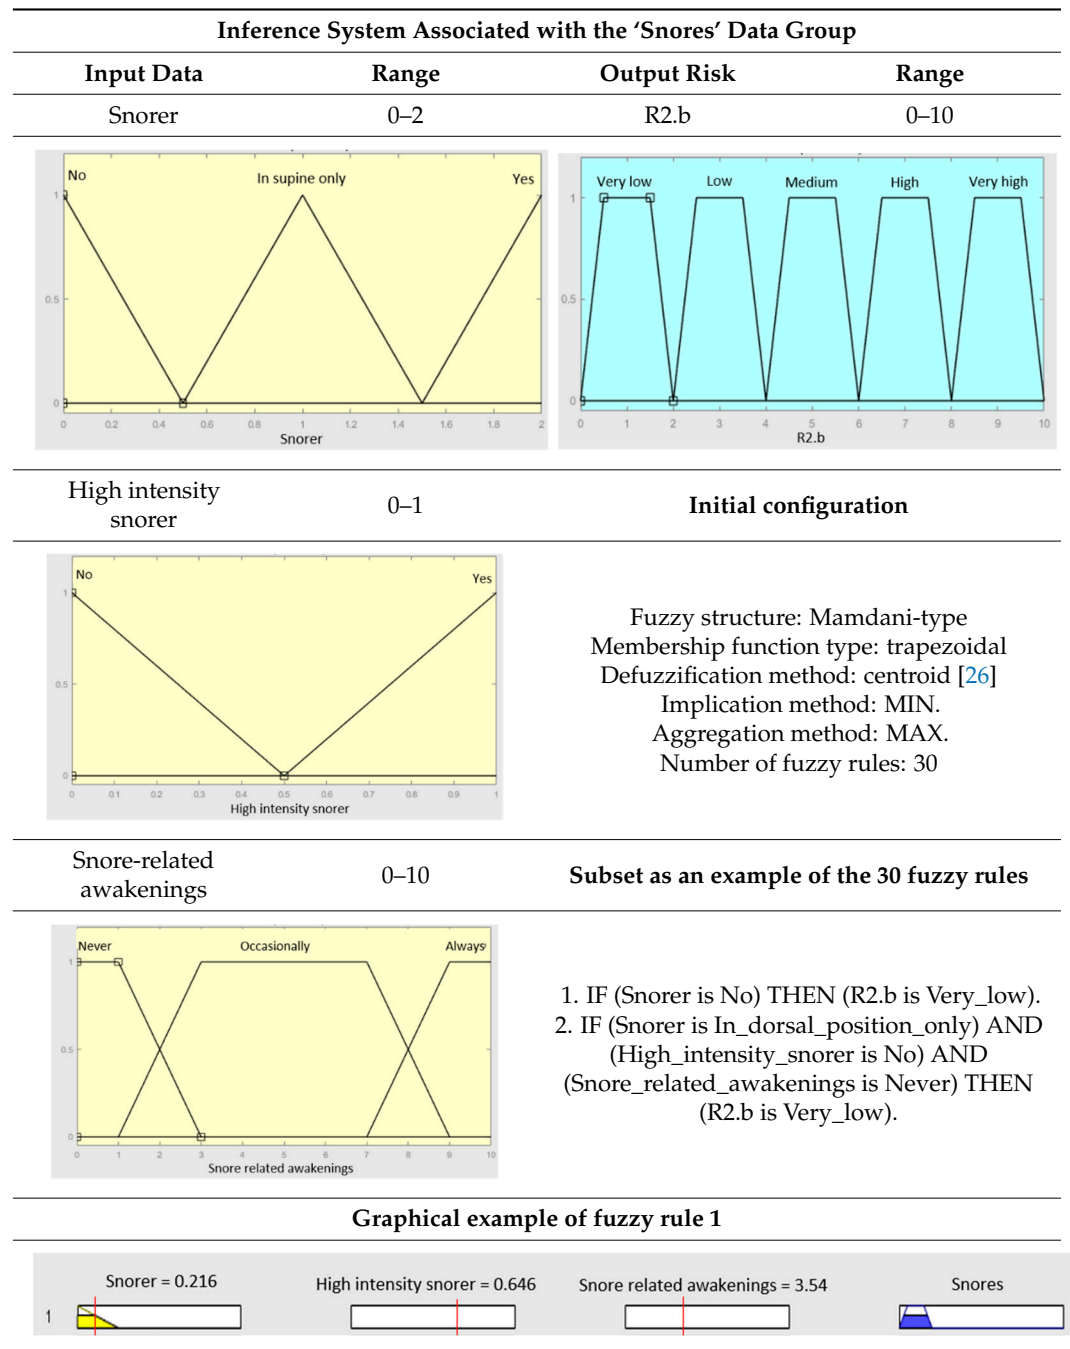 Inference System Associated with the ‘Snores’ Data Group
Input Data Range Output Risk Range
Snorer 0–2 R2.b 0–10
No In supine only Yes
1
0.5
0
0 0.2 0.4 0.6 0.8 1 1.2 1.4 1.6 1.8 2
Snorer
Very low Low Medium High Very high
1
0.5
0
0 1 2 3 4 5 6 7 8 9 10
R2.b
High intensity
snorer
0–1
Initial configuration
No Yes
1
0.5
0
0 0.1 0.2 0.3 0.4 0.5 0.6 0.7 0.8 0.9 1
High intensity snorer
Fuzzy structure: Mamdani-type
Membership function type: trapezoidal
Defuzzification method: centroid [26]
Implication method: MIN.
Aggregation method: MAX.
Number of fuzzy rules: 30
Snore-related
awakenings
0–10
Subset as an example of the 30 fuzzy rules
Never Occasionally Always
1
0.5
0
0 1 2 3 4 5 6 7 8 9 10
Snore related awakenings
1. IF (Snorer is No) THEN (R2.b is Very_low).
2. IF (Snorer is In_dorsal_position_only) AND
(High_intensity_snorer is No) AND
(Snore_related_awakenings is Never) THEN
(R2.b is Very_low).
Graphical example of fuzzy rule 1
Snorer = 0.216 High intensity snorer = 0.646 Snore related awakenings = 3.54 Snores
1